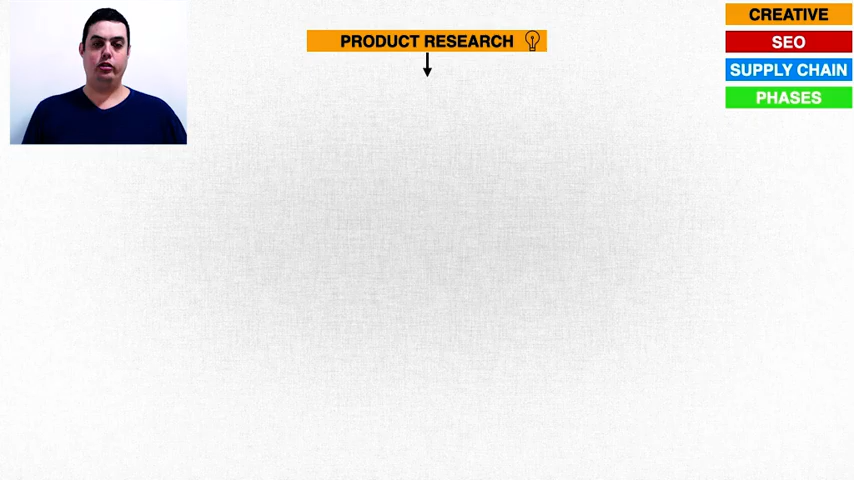 PRODUCT RESEARCH
CREATIVE
SEO
SUPPLY CHAIN
PHASES